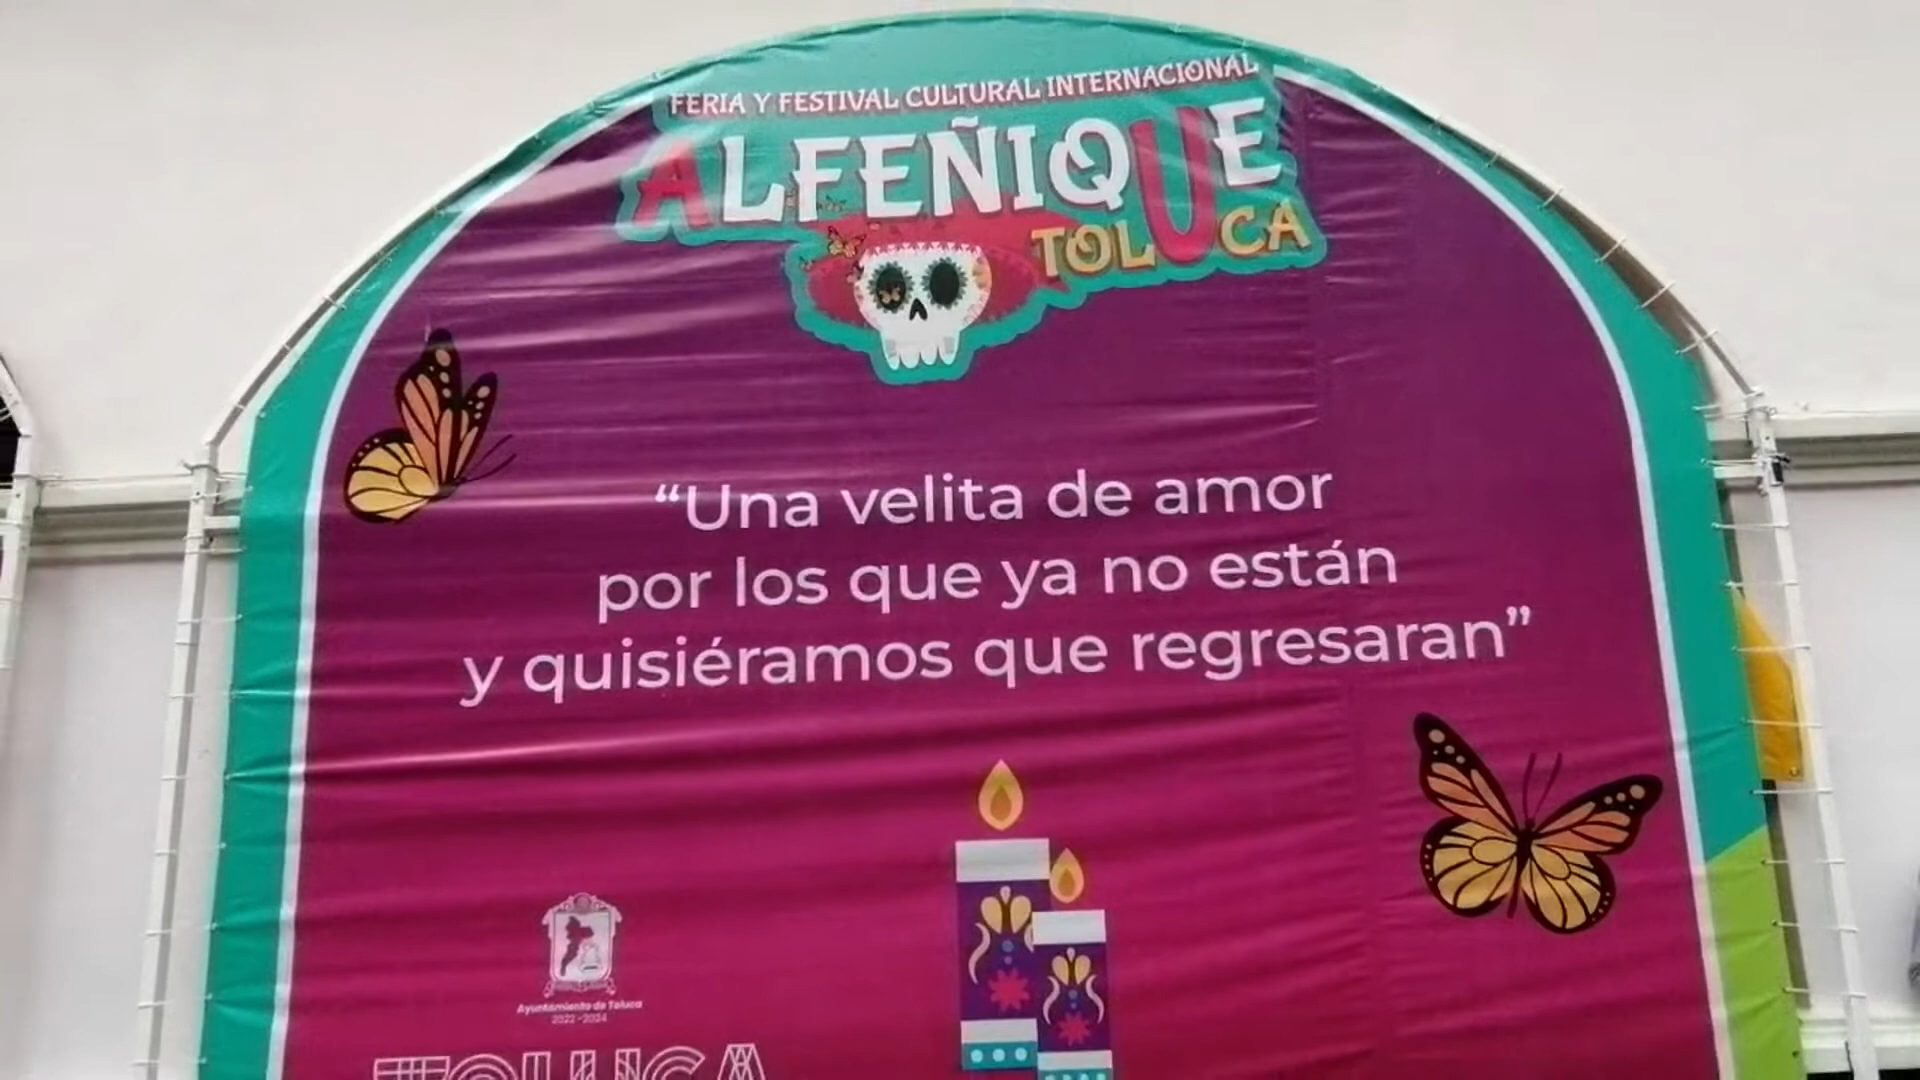 FERIA Y FESTIVAL CULTURAL INTERNACIONAL
ALFEÑIQUE
TOLUCA
“Una velita de amor
por los que ya no están
y quisiéramos que regresaran”
Ayuntamiento de Toluca
2022 - 2024
TOLUCA